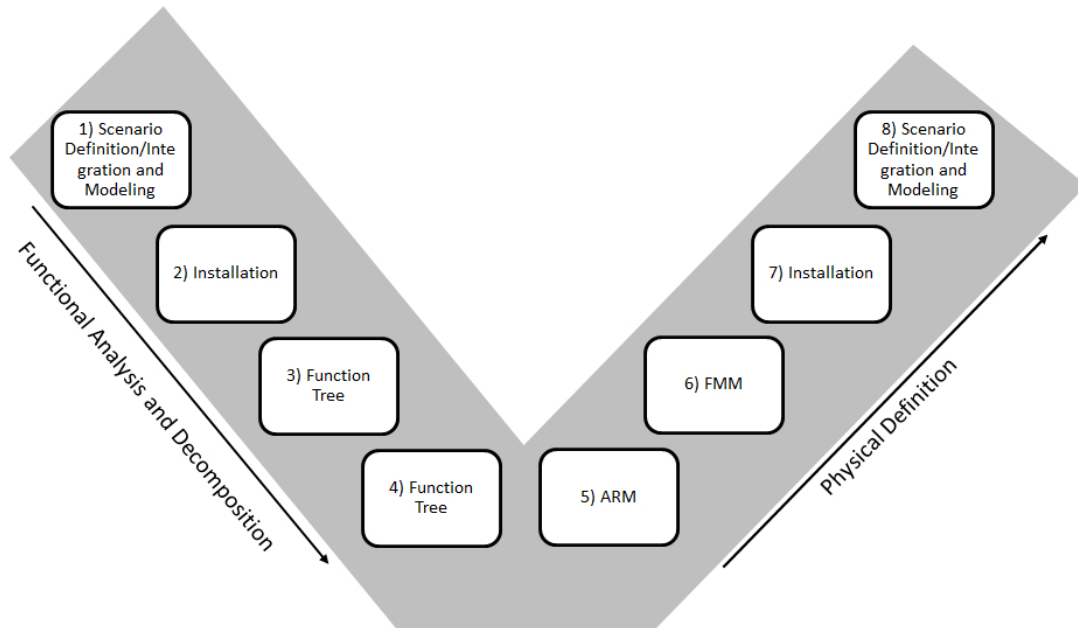 1) Scenario
Definition/Inte
gration and
Modeling
2) Installation
3) Function
Tree
4) Function
Tree
5) ARM
6) FMM
7) Installation
8) Scenario
Definition/Inte
gration and
Modeling
Functional Analysis and Decomposition
Physical Definition